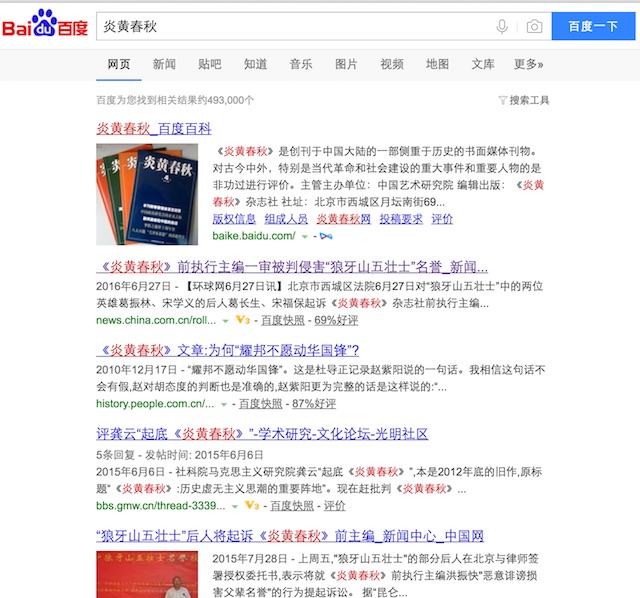 Bai du 百度
炎黄春秋
百度一下
网页 新闻 贴吧 知道 音乐 图片 视频 地图 文库 更多»
百度为您找到相关结果约493,000个
搜索工具
炎黄春秋_百度百科
炎黄春秋
《炎黄春秋》是创刊于中国大陆的一部侧重于历史的书面媒体刊物。
对古今中外，特别是当代革命和社会建设的重大事件和重要人物的是
非功过进行评价。主管主办单位：中国艺术研究院 编辑出版：《炎黄
春秋》杂志社 社址：北京市西城区月坛南街69...
版权信息 组成人员 炎黄春秋网 投稿要求 评价
baike.baidu.com/
《炎黄春秋》前执行主编一审被判侵害“狼牙山五壮士”名誉_新闻...
2016年6月27日 - 【环球网6月27日讯】北京市西城区法院6月27日对“狼牙山五壮士”中的两位
英雄葛振林、宋学义的后人葛长生、宋福保起诉《炎黄春秋》杂志社前执行主编...
news.china.com.cn/roll... V3 - 百度快照 - 69%好评
《炎黄春秋》文章:为何“耀邦不愿动华国锋”?
2010年12月17日 - “耀邦不愿动华国锋”。这是杜导正记录赵紫阳说的一句话。我相信这句话不
会有假,赵对胡态度的判断也是准确的,赵紫阳更为完整的话是这样说的:“...
history.people.com.cn/... - 百度快照 - 87%好评
评龚云“起底《炎黄春秋》”-学术研究-文化论坛-光明社区
5条回复 - 发帖时间: 2015年6月6日
2015年6月6日 - 社科院马克思主义研究院龚云“起底《炎黄春秋》”,本是2012年底的旧作,原标
题“《炎黄春秋》:历史虚无主义思潮的重要阵地”。现在赶批判《炎黄春秋》...
bbs.gmw.cn/thread-3339... V3 - 百度快照 - 评价
“狼牙山五壮士”后人将起诉《炎黄春秋》前主编_新闻中心_中国网
2015年7月28日 - 上周五,"狼牙山五壮士"的部分后人在北京与律师签
署授权委托书,表示将就《炎黄春秋》前执行主编洪振快"恶意诽谤损
害父辈名誉"的行为提起诉讼。 据"昆仑...